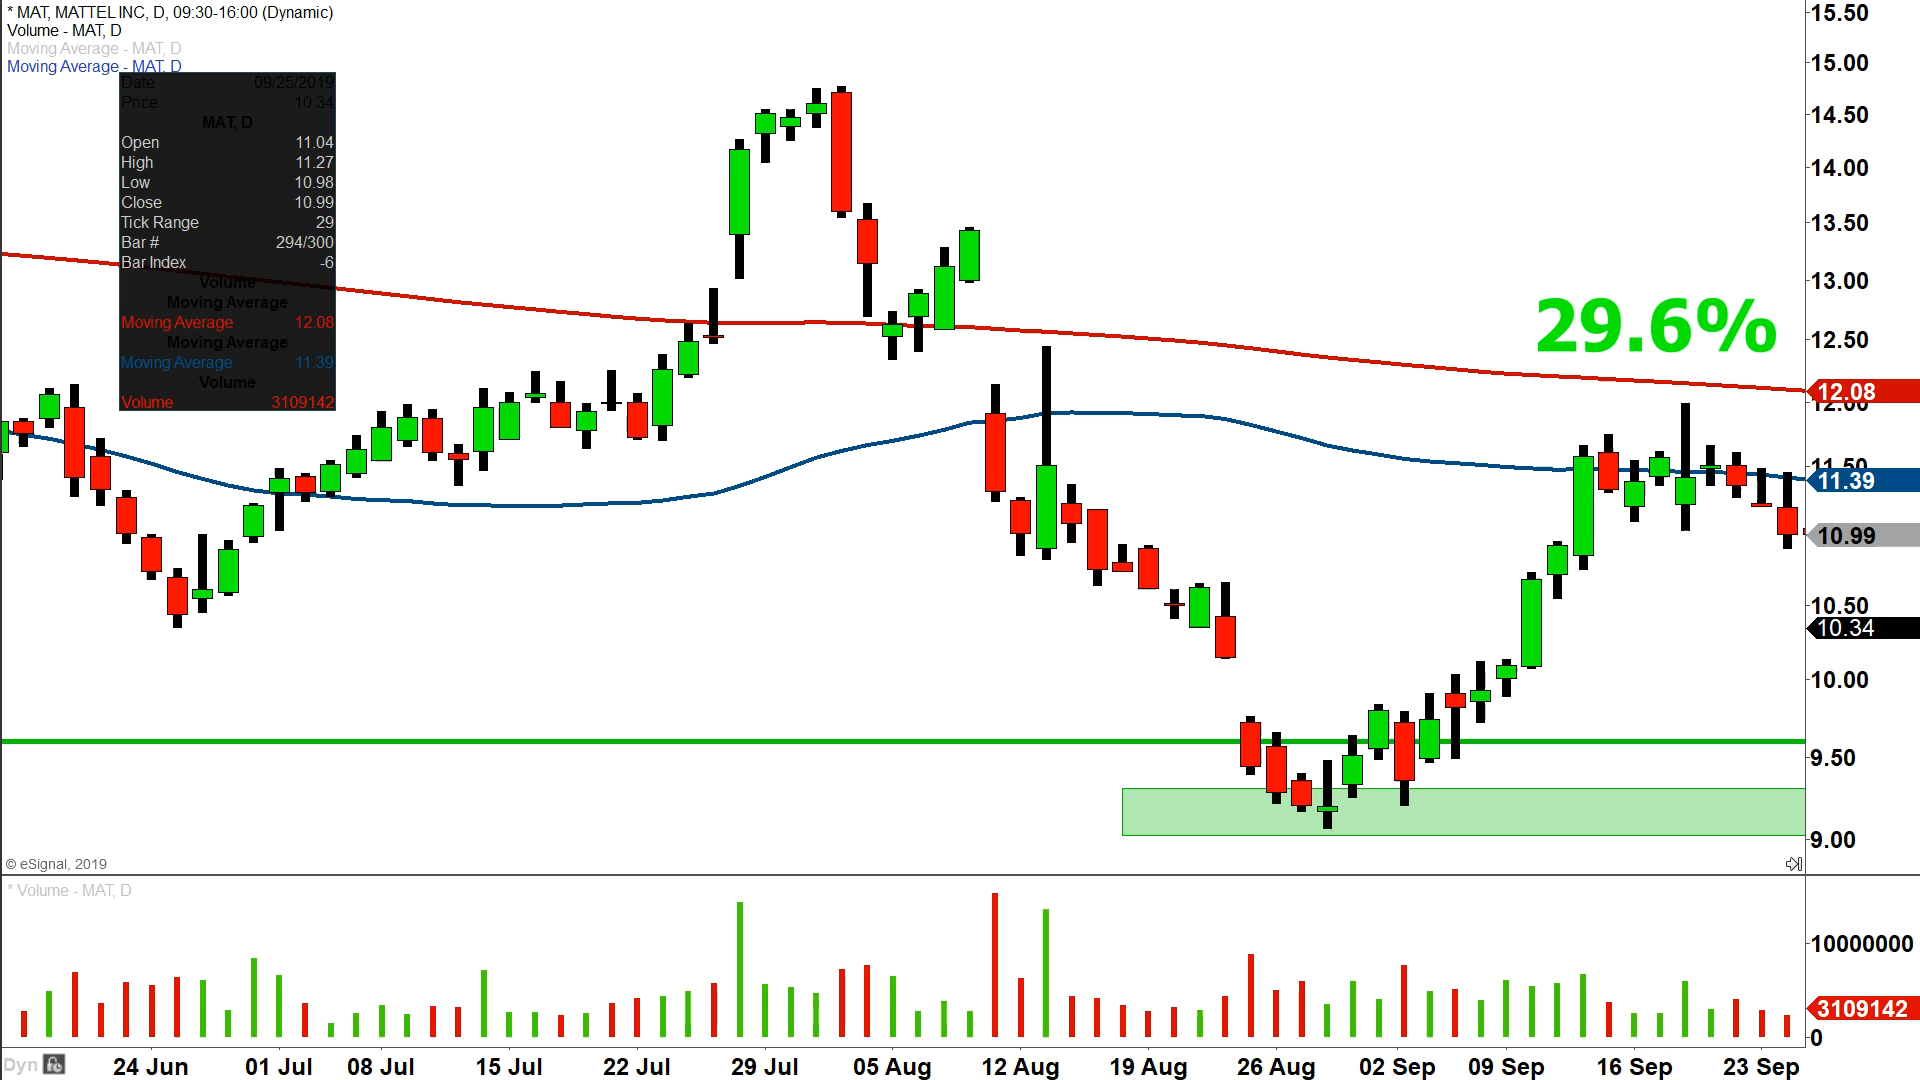 * MAT, MATTEL INC, D, 09:30-16:00 (Dynamic)
Volume - MAT, D
Moving Average - MAT, D
Moving Average - MAT, D
Date 09/25/2019
Price 10.34
MAT, D
Open 11.04
High 11.27
Low 10.98
Close 10.99
Tick Range 29
Bar # 294/300
Bar Index -6
Volume
Moving Average
Moving Average 12.08
Moving Average
Moving Average 11.39
Volume
Volume 3109142
29.6%
15.50
15.00
14.50
14.00
13.50
13.00
12.50
12.08
12.00
11.50
11.39
10.99
10.50
10.34
10.00
9.50
9.00
© eSignal, 2019
* Volume - MAT, D
10000000
3109142
0
Dyn
24 Jun 01 Jul 08 Jul 15 Jul 22 Jul 29 Jul 05 Aug 12 Aug 19 Aug 26 Aug 02 Sep 09 Sep 16 Sep 23 Sep